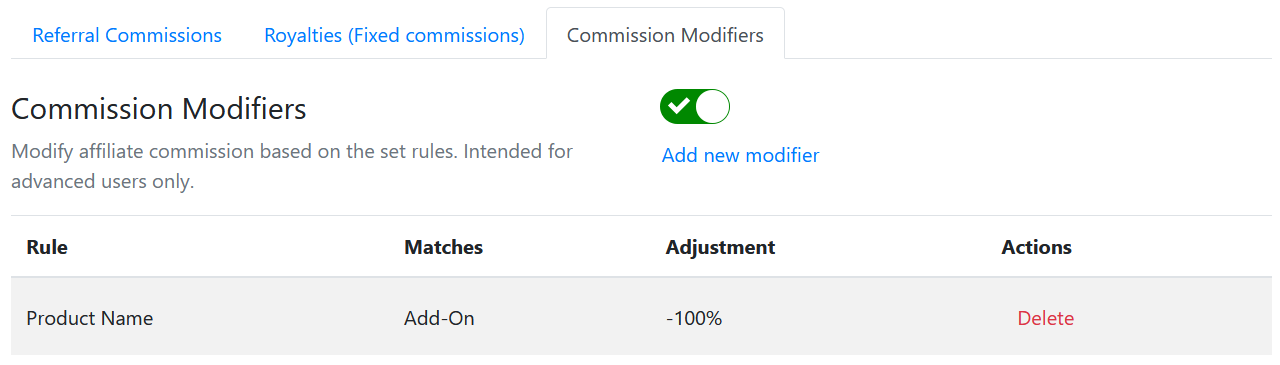 Referral Commissions Royalties (Fixed commissions) Commission Modifiers
Commission Modifiers
Modify affiliate commission based on the set rules. Intended for
advanced users only.
Add new modifier
Rule Matches Adjustment Actions
Product Name Add-On -100% Delete